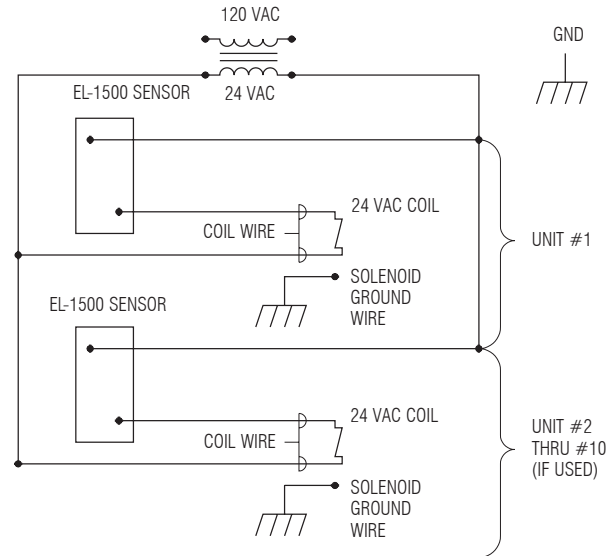 120 VAC
GND
24 VAC
EL-1500 SENSOR
24 VAC COIL
COIL WIRE
UNIT #1
SOLENOID
GROUND
WIRE
EL-1500 SENSOR
24 VAC COIL
COIL WIRE
UNIT #2
THRU #10
(IF USED)
SOLENOID
GROUND
WIRE